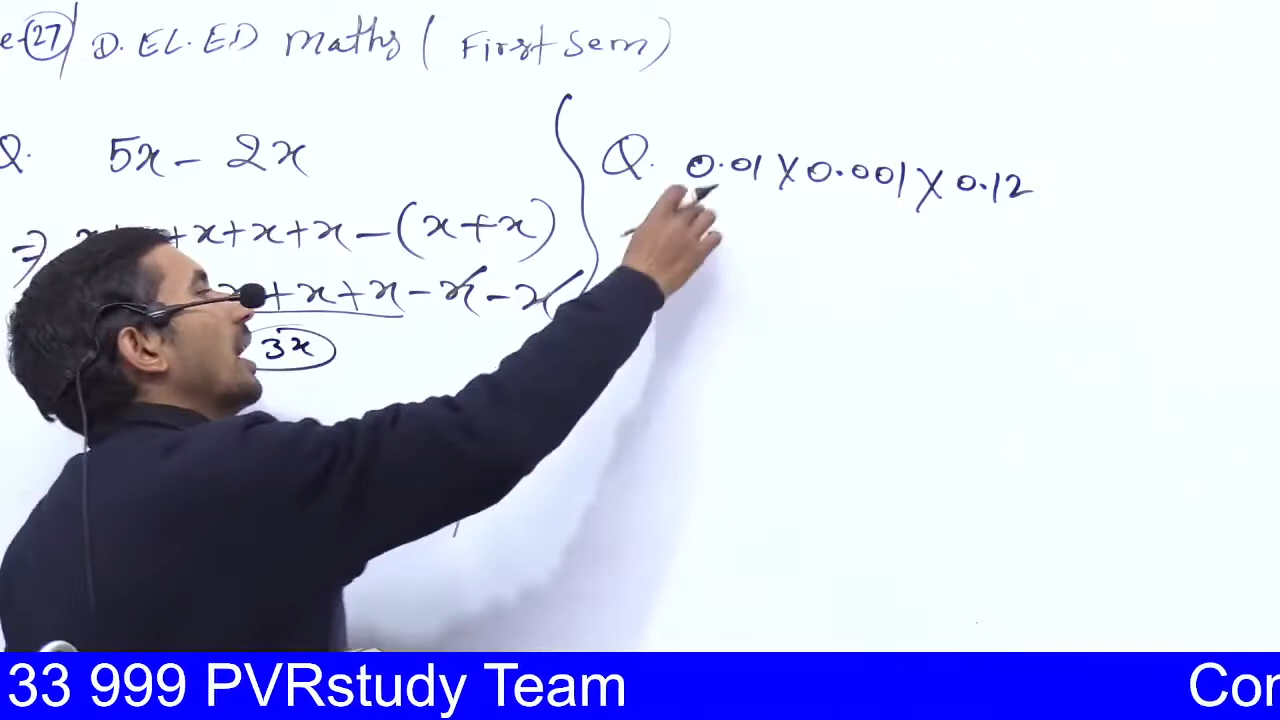 e-27 D.EL.ED Maths ( First Sem )
Q. 5x - 2x
⇒ + x + x + x - (x + x)
+ x + x - x - x
3x
Q. 0.01 X 0.001 X 0.12
33 999 PVRstudy Team Cor